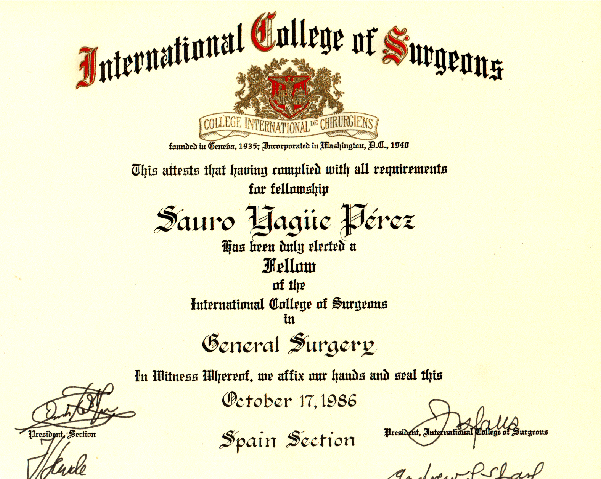 International College of Surgeons
COLLEGE INTERNATIONAL DE CHIRURGIENS
founded in Geneva, 1935; Incorporated in Washington, D.C., 1940
This attests that having complied with all requirements
for fellowship
Sauro Yagüe Pérez
Has been duly elected a
Fellow
of the
International College of Surgeons
in
General Surgery
In Witness Whereof, we affix our hands and seal this
October 17, 1986
President, Section
President, International College of Surgeons
Spain Section